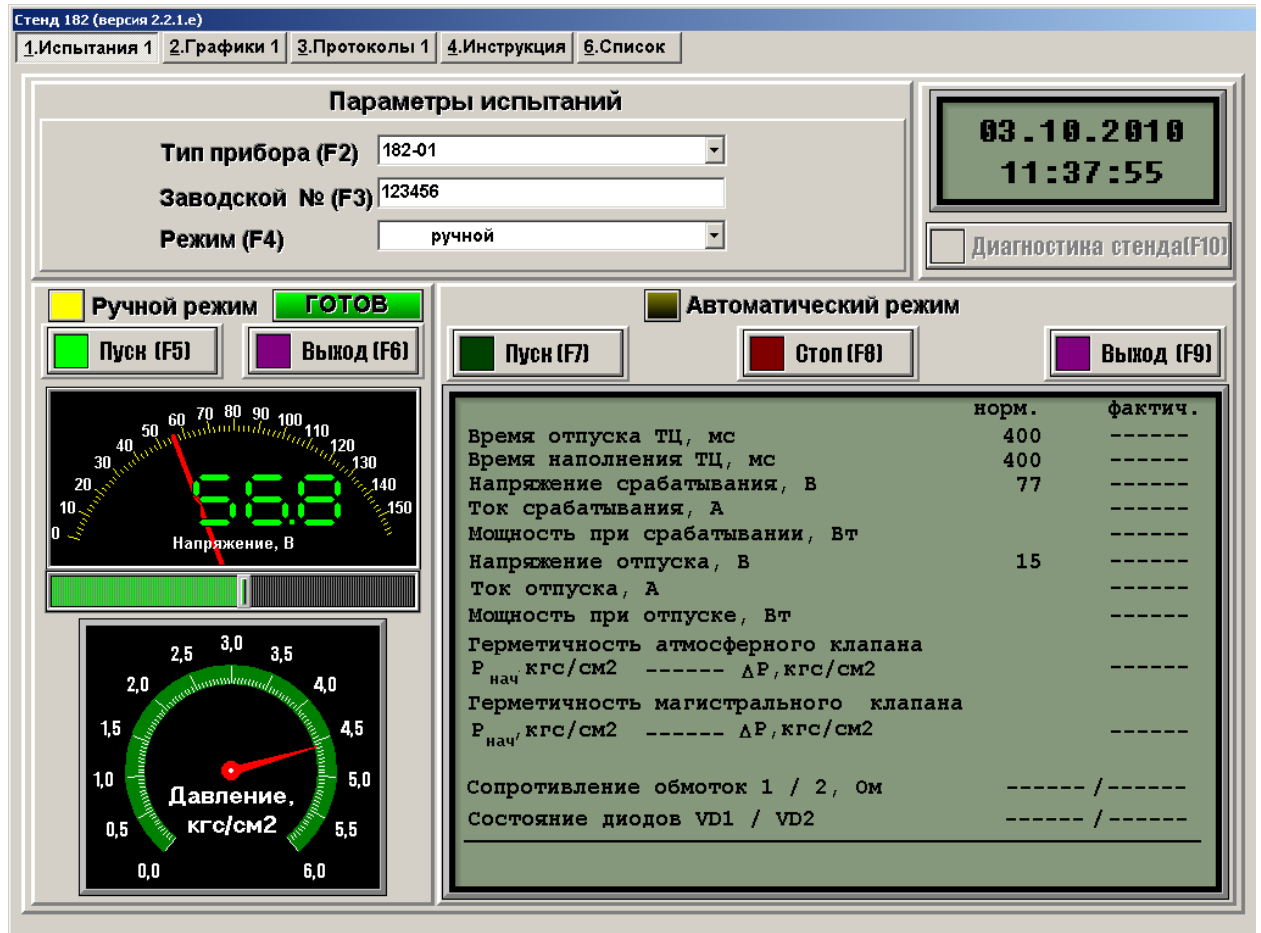 Стенд 182 (версия 2.2.1.e)
1.Испытания 1 2.Графики 1 3.Протоколы 1 4.Инструкция 6.Список
Параметры испытаний
Тип прибора (F2) 182-01
Заводской № (F3) 123456
Режим (F4) ручной
03.10.2010
11:37:55
Диагностика стенда(F10)
Ручной режим ГОТОВ
Пуск (F5) Выход (F6)
0 10 20 30 40 50 60 70 80 90 100 110 120 130 140 150
56.8
Напряжение, В
0,0 0,5 1,0 1,5 2,0 2,5 3,0 3,5 4,0 4,5 5,0 5,5 6,0
Давление,
кгс/см2
Автоматический режим
Пуск (F7) Стоп (F8) Выход (F9)
норм. фактич.
Время отпуска ТЦ, мс 400 ------
Время наполнения ТЦ, мс 400 ------
Напряжение срабатывания, В 77 ------
Ток срабатывания, А ------
Мощность при срабатывании, Вт ------
Напряжение отпуска, В 15 ------
Ток отпуска, А ------
Мощность при отпуске, Вт ------
Герметичность атмосферного клапана
Pнач, кгс/см2 ------ ΔP,кгс/см2 ------
Герметичность магистрального клапана
Pнач, кгс/см2 ------ ΔP,кгс/см2 ------
Сопротивление обмоток 1 / 2, Ом ------ / ------
Состояние диодов VD1 / VD2 ------ / ------